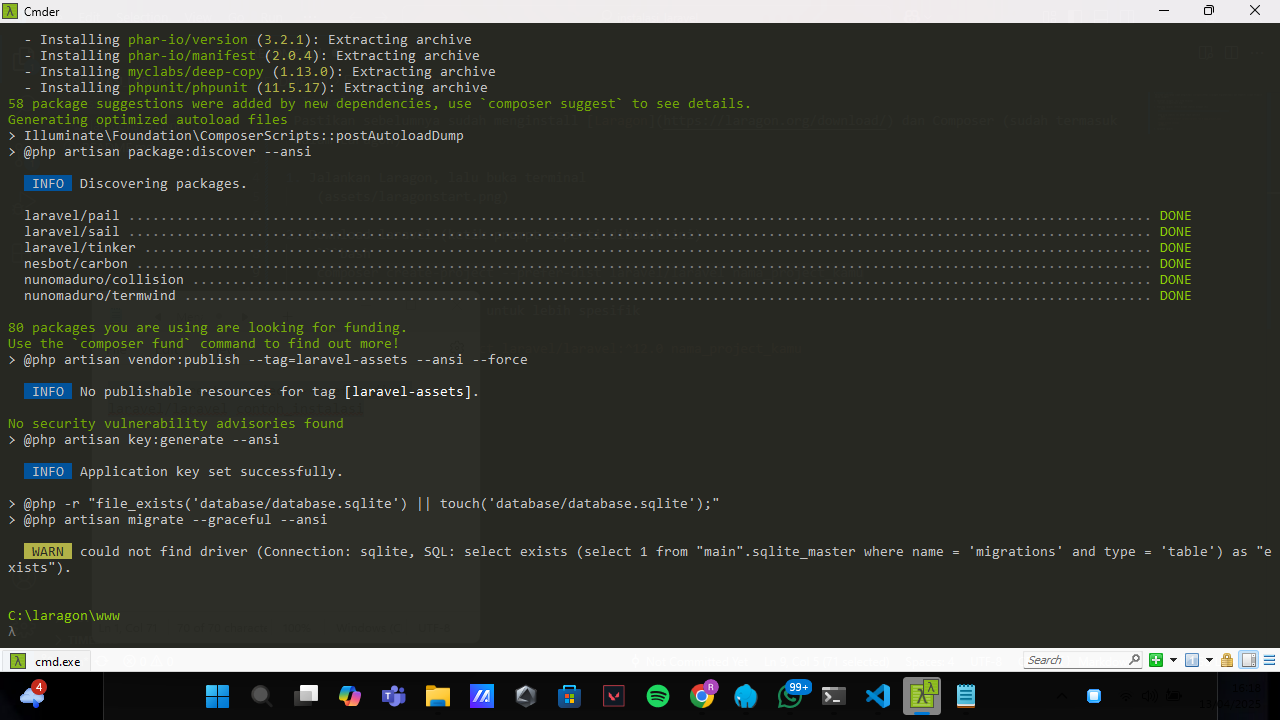 Cmder
- Installing phar-io/version (3.2.1): Extracting archive
- Installing phar-io/manifest (2.0.4): Extracting archive
- Installing myclabs/deep-copy (1.13.0): Extracting archive
- Installing phpunit/phpunit (11.5.17): Extracting archive
58 package suggestions were added by new dependencies, use `composer suggest` to see details.
Generating optimized autoload files
> Illuminate\Foundation\ComposerScripts::postAutoloadDump
> @php artisan package:discover --ansi
INFO Discovering packages.
laravel/pail ................................................................................................................................ DONE
laravel/sail ................................................................................................................................ DONE
laravel/tinker .............................................................................................................................. DONE
nesbot/carbon ............................................................................................................................... DONE
nunomaduro/collision ........................................................................................................................ DONE
nunomaduro/termwind ......................................................................................................................... DONE
80 packages you are using are looking for funding.
Use the `composer fund` command to find out more!
> @php artisan vendor:publish --tag=laravel-assets --ansi --force
INFO No publishable resources for tag [laravel-assets].
No security vulnerability advisories found
> @php artisan key:generate --ansi
INFO Application key set successfully.
> @php -r "file_exists('database/database.sqlite') || touch('database/database.sqlite');"
> @php artisan migrate --graceful --ansi
WARN could not find driver (Connection: sqlite, SQL: select exists (select 1 from "main".sqlite_master where name = 'migrations' and type = 'table') as "e
xists").
C:\laragon\www
λ
cmd.exe
Search
4
R
99+